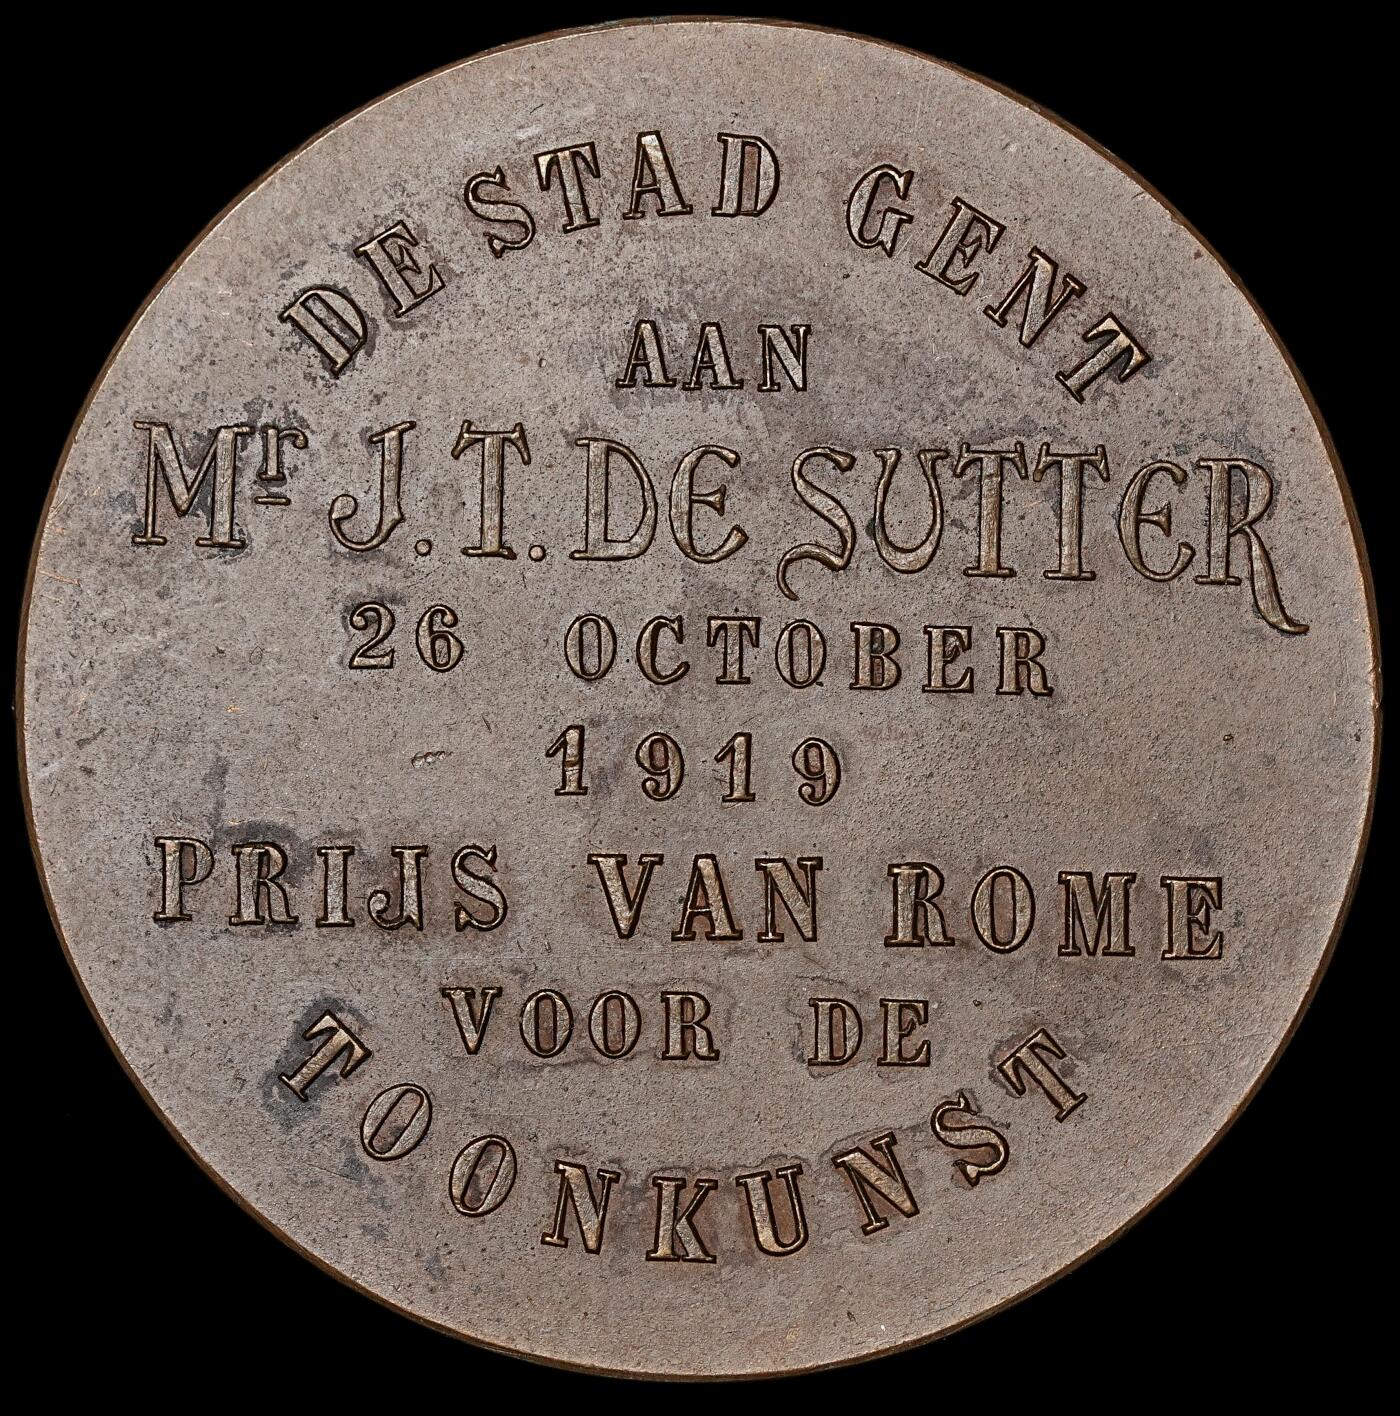 DE STAD GENT
AAN
Mr J.T. DE SUTTER
26 OCTOBER
1919
PRIJS VAN ROME
VOOR DE
TOONKUNST